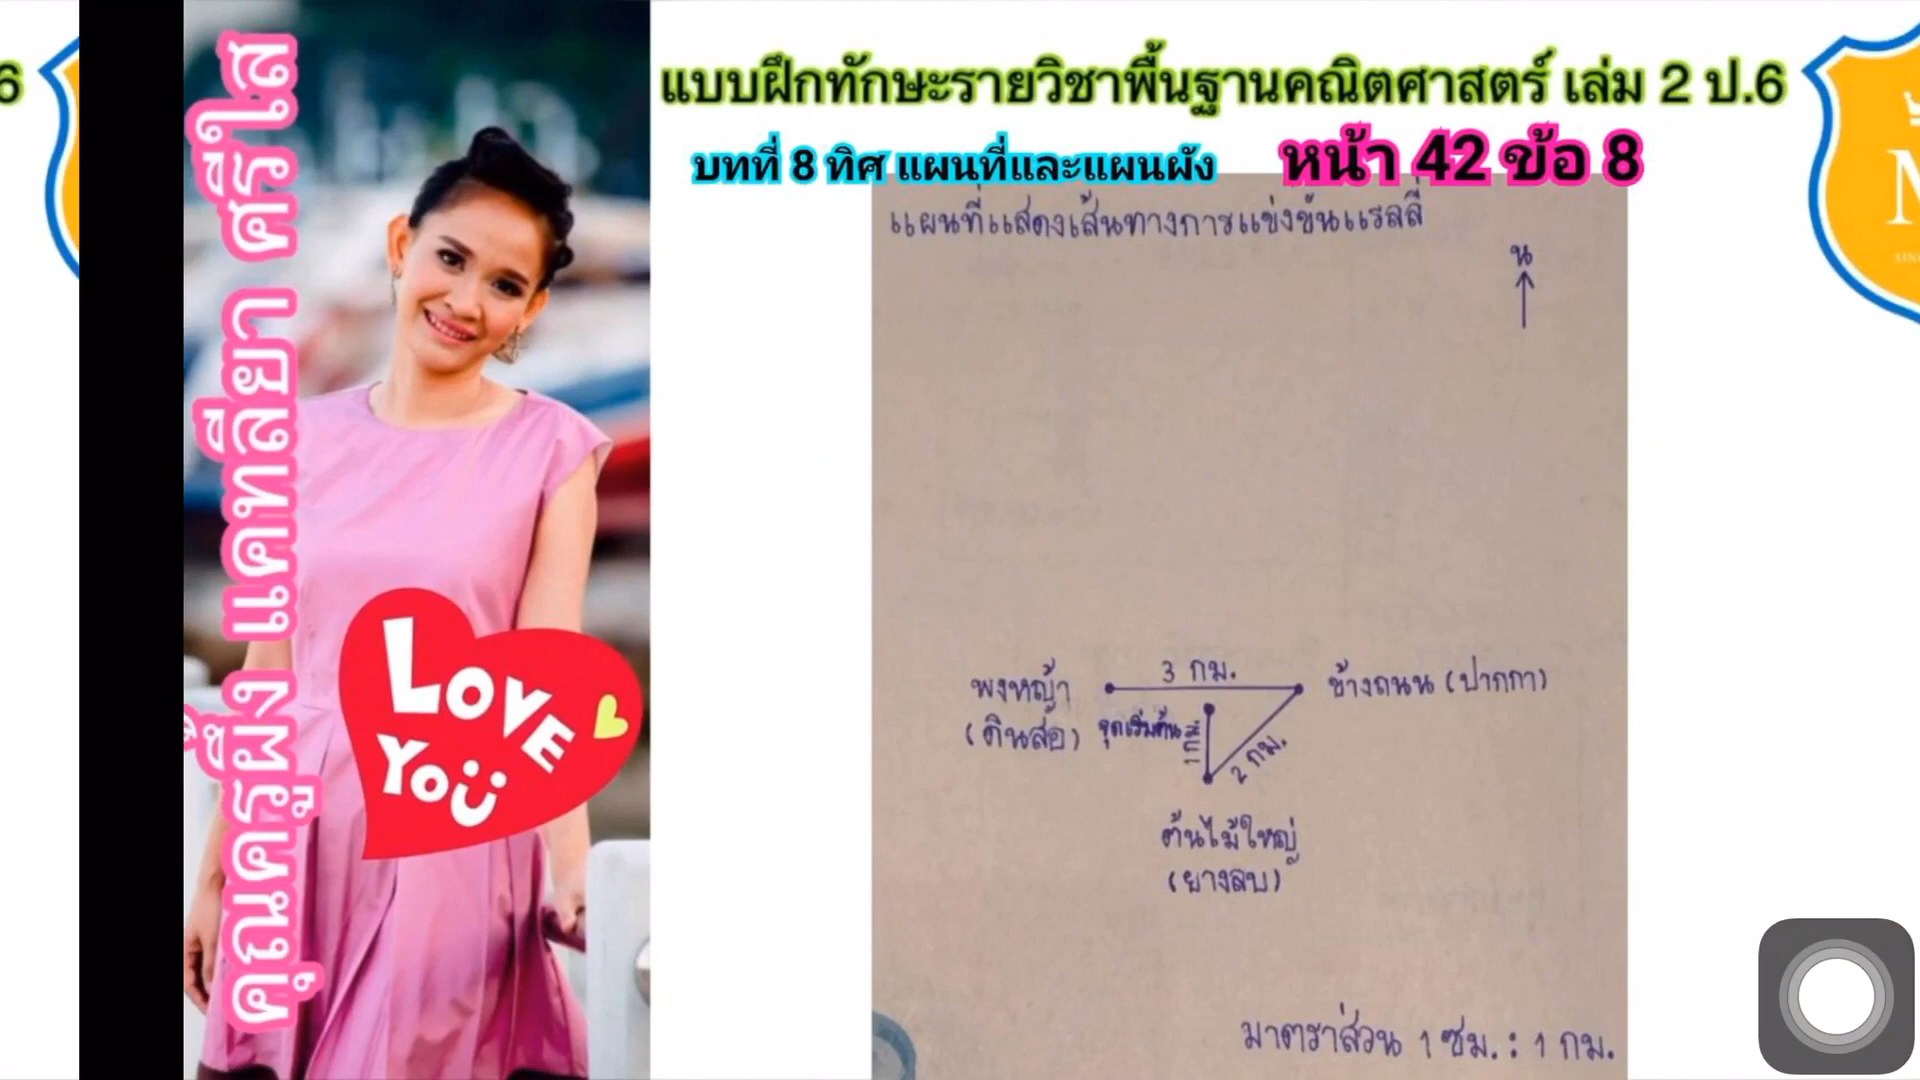 6
แบบฝึกทักษะรายวิชาพื้นฐานคณิตศาสตร์ เล่ม 2 ป.6
บทที่ 8 ทิศ แผนที่และแผนผัง
หน้า 42 ข้อ 8
คุณครูผึ้ง แคทลียา ศรีใส
LOVE
YOU
แผนที่แสดงเส้นทางการแข่งขันแรลลี่
น
3 กม.
พงหญ้า
(ดินสอ)
ข้างถนน (ปากกา)
จุดเริ่มต้น
1 กม.
2 กม.
ต้นไม้ใหญ่
(ยางลบ)
มาตราส่วน 1 ซม. : 1 กม.
M